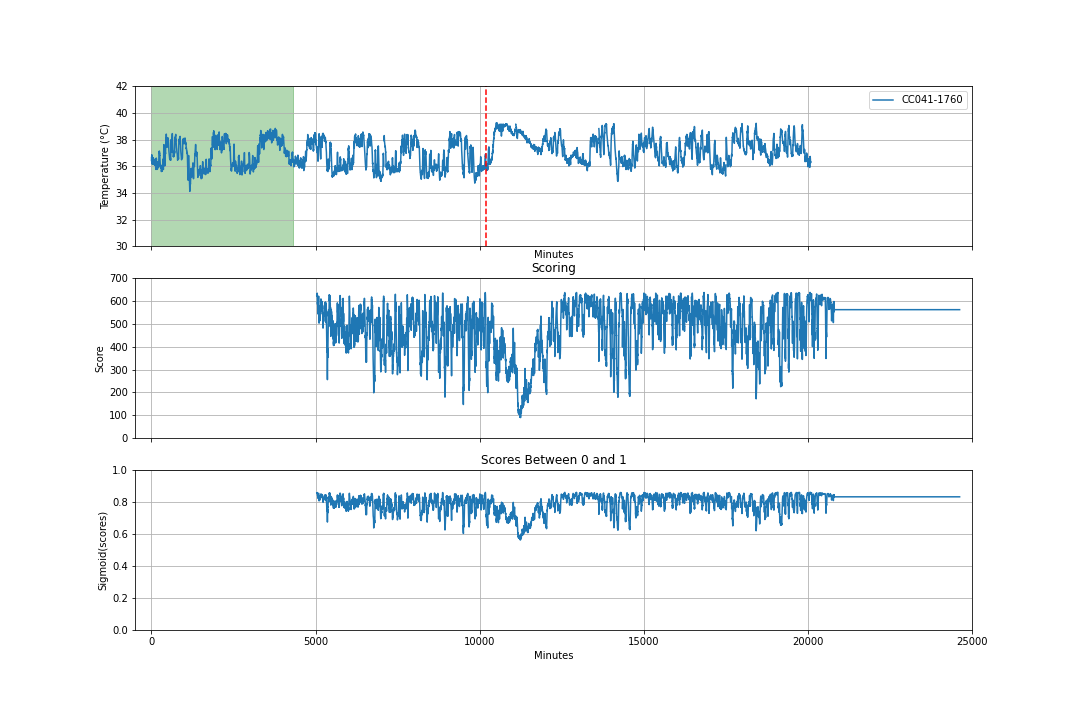 42
40
38
36
34
32
30
Temperature (°C)
CC041-1760
Minutes
Scoring
700
600
500
400
300
200
100
0
Score
Scores Between 0 and 1
1.0
0.8
0.6
0.4
0.2
0.0
Sigmoid(scores)
0 5000 10000 15000 20000 25000
Minutes